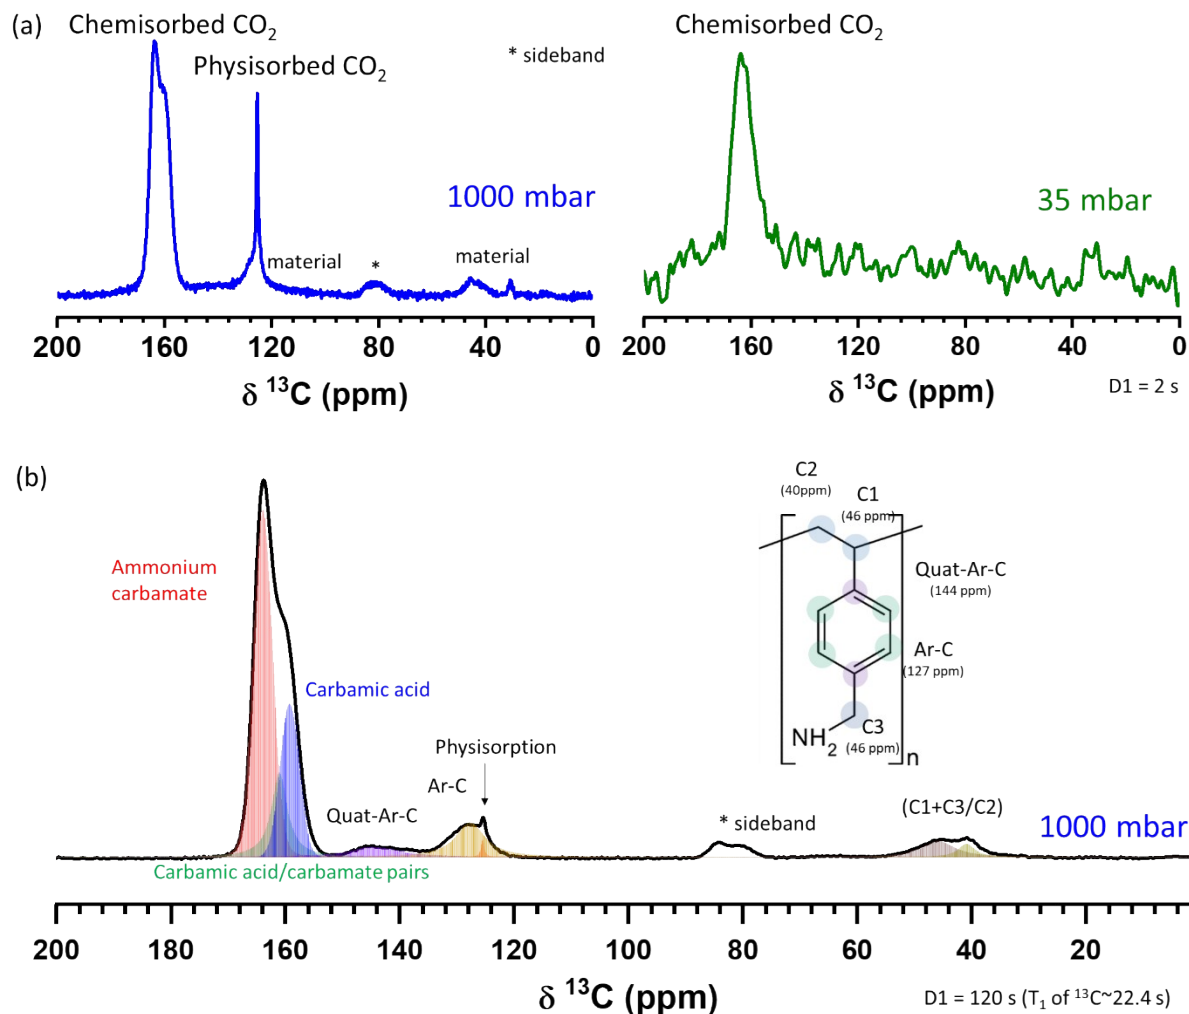 (a)
Chemisorbed CO2
Physisorbed CO2
* sideband
1000 mbar
material
*
material
200 160 120 80 40 0
δ 13C (ppm)
Chemisorbed CO2
35 mbar
200 160 120 80 40 0
δ 13C (ppm)
D1 = 2 s
(b)
Ammonium
carbamate
Carbamic acid
Carbamic acid/carbamate pairs
Quat-Ar-C
Ar-C
Physisorption
* sideband
(C1+C3/C2)
1000 mbar
C2
(40ppm)
C1
(46 ppm)
Quat-Ar-C
(144 ppm)
Ar-C
(127 ppm)
NH2
C3
(46 ppm)
n
200 180 160 140 120 100 80 60 40 20
δ 13C (ppm)
D1 = 120 s (T1 of 13C~22.4 s)